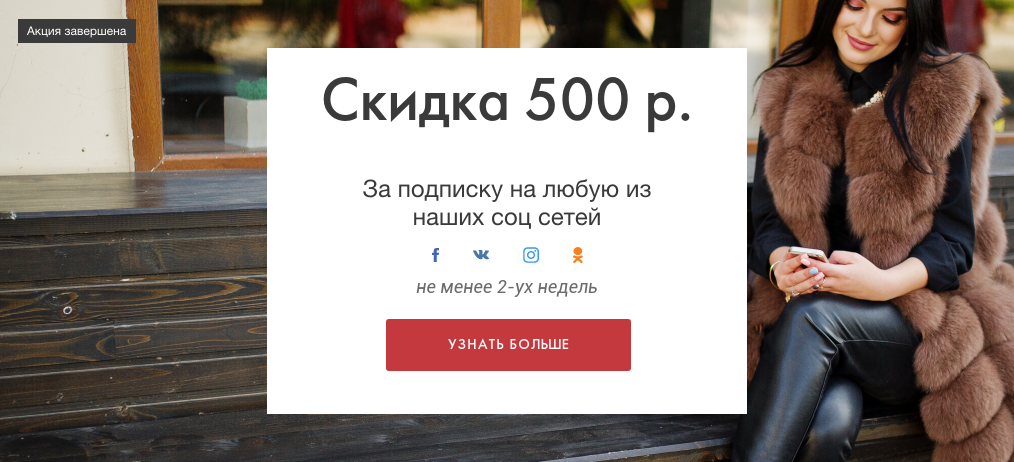 Акция завершена
Скидка 500 р.
За подписку на любую из
наших соц сетей
не менее 2-ух недель
УЗНАТЬ БОЛЬШЕ